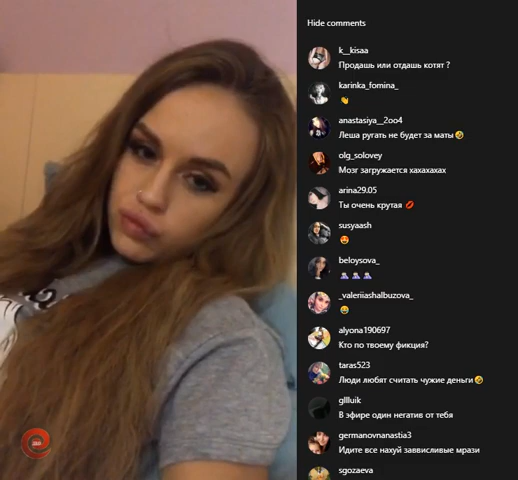 Hide comments
k__kisaa
Продашь или отдашь котят ?
karinka_fomina_
anastasiya__2oo4
Леша ругать не будет за маты🤣
olg_solovey
Мозг загружается хахахахах
arina29.05
Ты очень крутая 💋
susyaash
beloysova_
_valeriiashalbuzova_
alyona190697
Кто по твоему фикция?
taras523
Люди любят считать чужие деньги🤣
gllluik
В эфире один негатив от тебя
germanovnanastia3
Идите все нахуй заввисливые мрази
sgozaeva